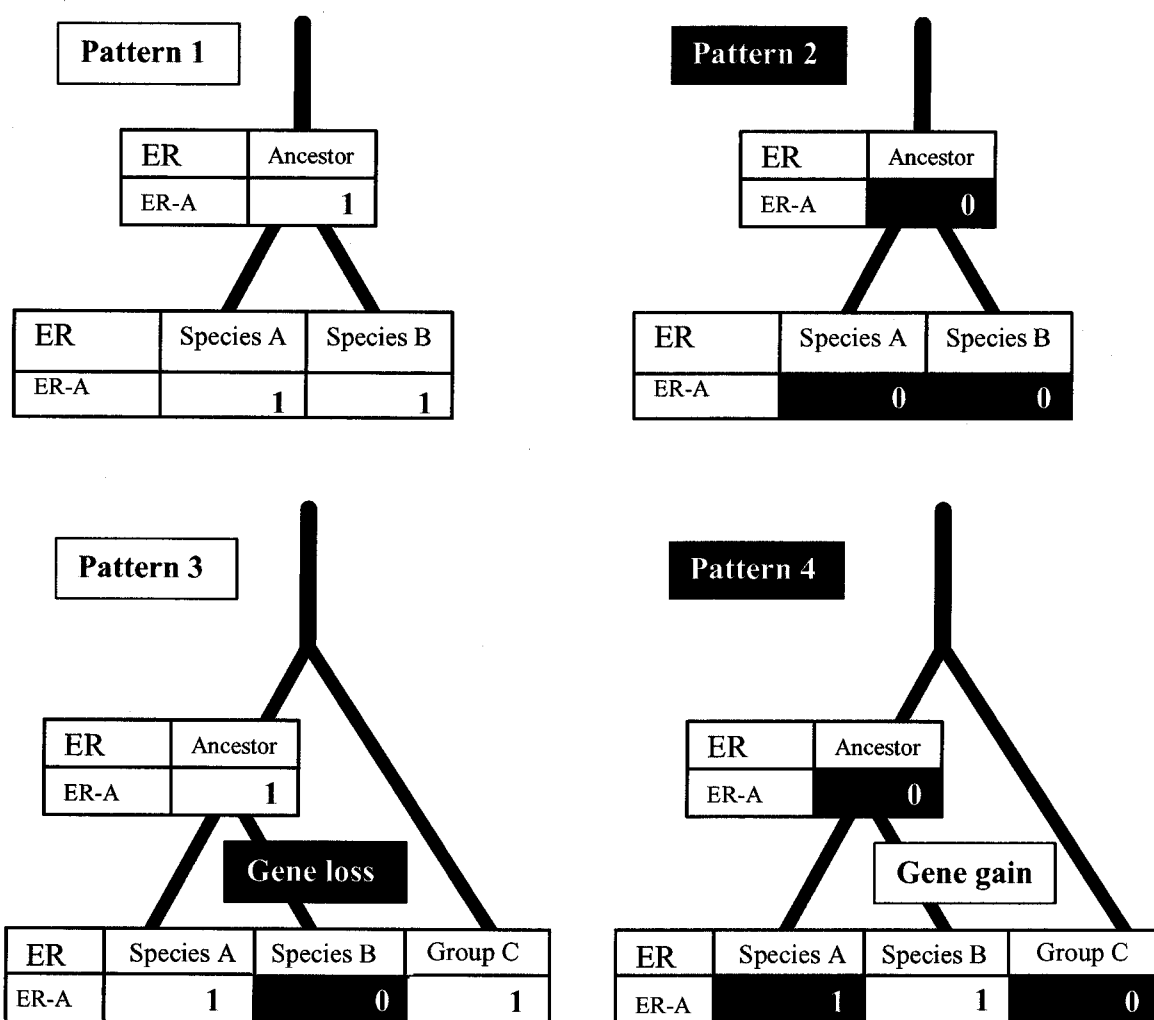 Pattern 1
ER Ancestor
ER-A 1
ER Species A Species B
ER-A 1 1
Pattern 2
ER Ancestor
ER-A 0
ER Species A Species B
ER-A 0 0
Pattern 3
ER Ancestor
ER-A 1
Gene loss
ER Species A Species B Group C
ER-A 1 0 1
Pattern 4
ER Ancestor
ER-A 0
Gene gain
ER Species A Species B Group C
ER-A 1 1 0